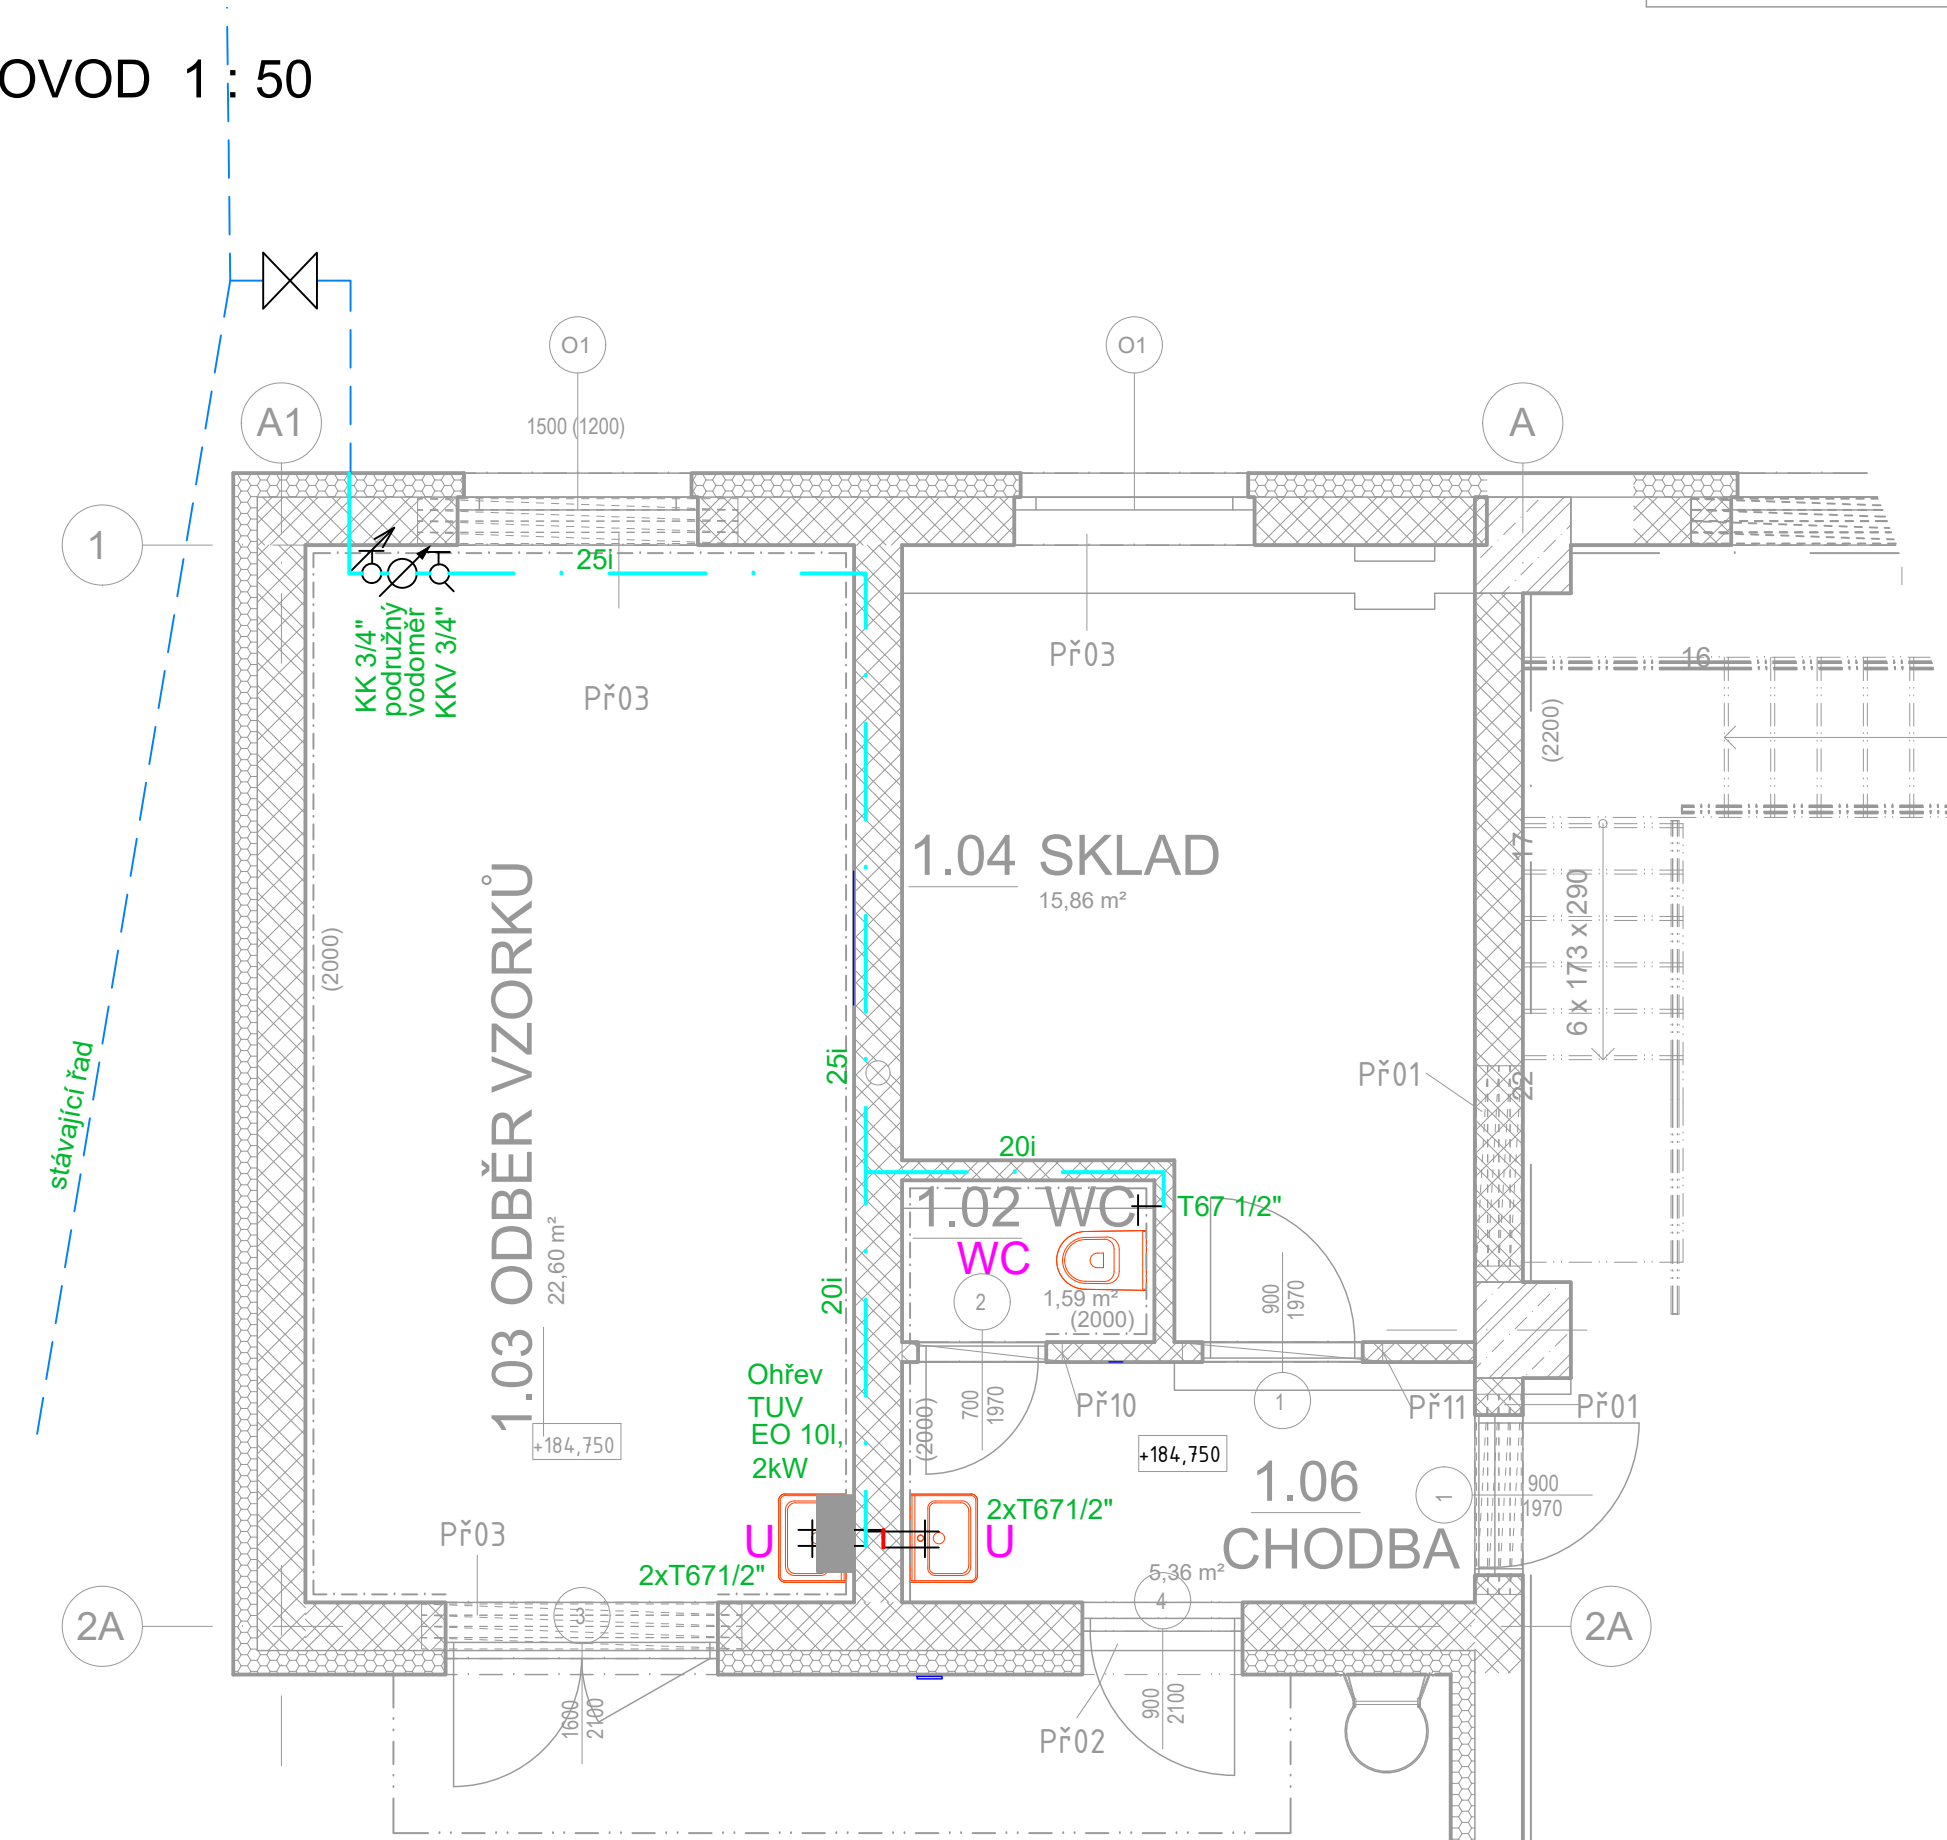 OVOD 1 : 50
O1
O1
A1
1500 (1200)
A
1
25i
KK 3/4"
podružný
vodoměr
KKV 3/4"
Př03
Př03
16
(2200)
1.04 SKLAD
15,86 m²
17
6 x 173 x 290
(2000)
1.03 ODBĚR VZORKŮ
22,60 m²
stávající řad
25i
Př01
22
20i
1.02 WC
T67 1/2"
WC
2
1,59 m²
(2000)
900
1970
20i
Ohřev
TUV
EO 10l,
2kW
(2000)
700
1970
Př10
1
Př11
Př01
+184,750
+184,750
1.06
CHODBA
5,36 m²
1
900
1970
Př03
U
2xT671/2"
2xT671/2"
U
3
4
2A
2A
1600
2100
900
2100
Př02